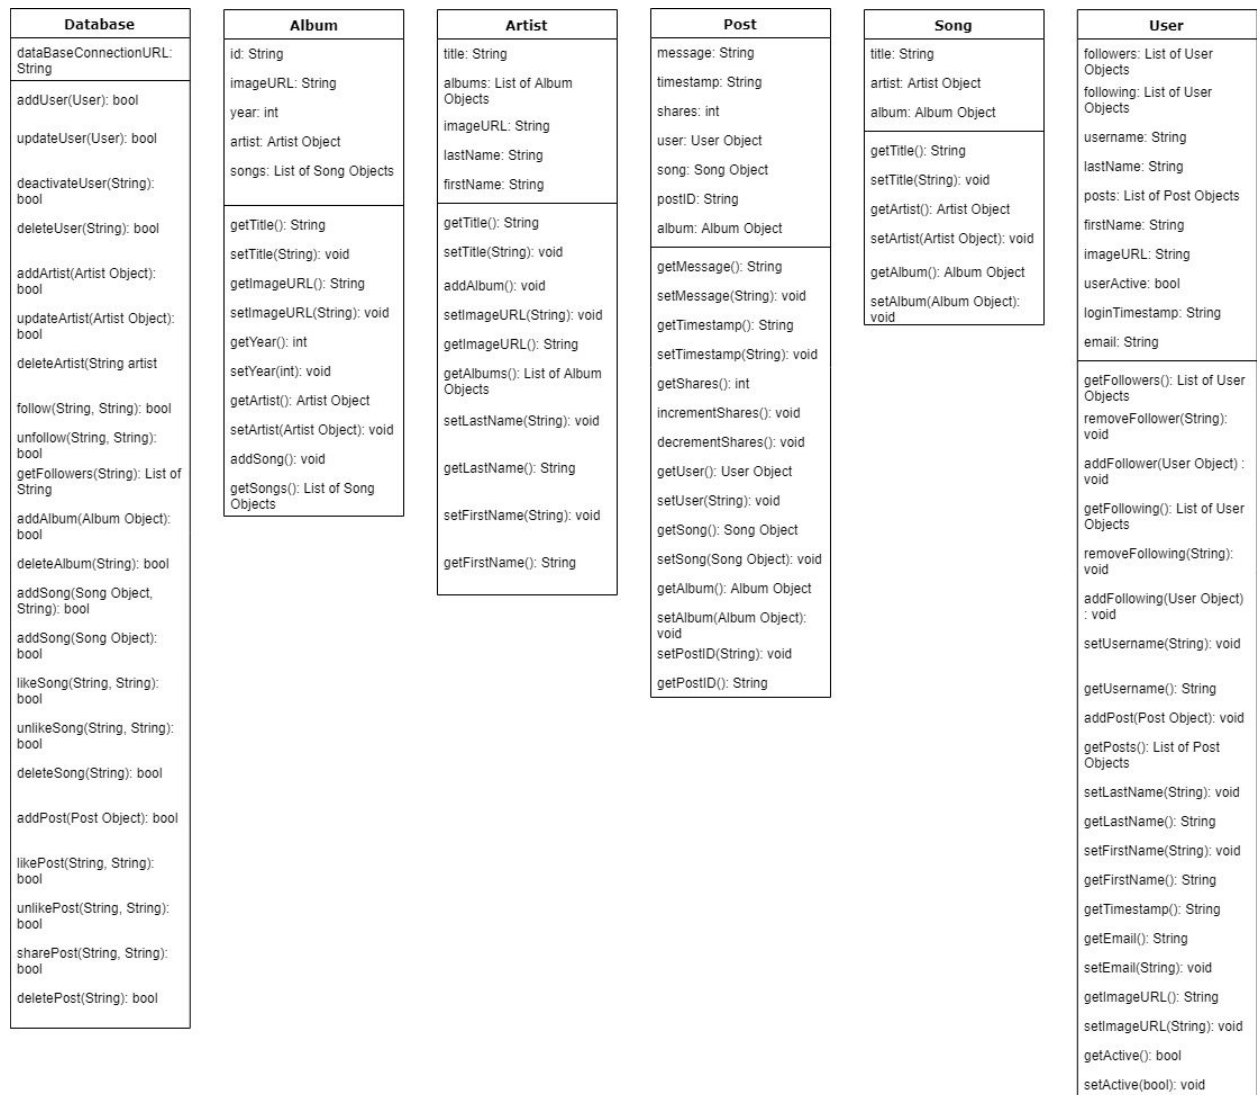 Database
dataBaseConnectionURL:
String
addUser(User): bool
updateUser(User): bool
deactivateUser(String):
bool
deleteUser(String): bool
addArtist(Artist Object):
bool
updateArtist(Artist Object):
bool
deleteArtist(String artist
follow(String, String): bool
unfollow(String, String):
bool
getFollowers(String): List of
String
addAlbum(Album Object):
bool
deleteAlbum(String): bool
addSong(Song Object,
String): bool
addSong(Song Object):
bool
likeSong(String, String):
bool
unlikeSong(String, String):
bool
deleteSong(String): bool
addPost(Post Object): bool
likePost(String, String):
bool
unlikePost(String, String):
bool
sharePost(String, String):
bool
deletePost(String): bool
Album
id: String
imageURL: String
year: int
artist: Artist Object
songs: List of Song Objects
getTitle(): String
setTitle(String): void
getImageURL(): String
setImageURL(String): void
getYear(): int
setYear(int): void
getArtist(): Artist Object
setArtist(Artist Object): void
addSong(): void
getSongs(): List of Song
Objects
Artist
title: String
albums: List of Album
Objects
imageURL: String
lastName: String
firstName: String
getTitle(): String
setTitle(String): void
addAlbum(): void
setImageURL(String): void
getImageURL(): String
getAlbums(): List of Album
Objects
setLastName(String): void
getLastName(): String
setFirstName(String): void
getFirstName(): String
Post
message: String
timestamp: String
shares: int
user: User Object
song: Song Object
postID: String
album: Album Object
getMessage(): String
setMessage(String): void
getTimestamp(): String
setTimestamp(String): void
getShares(): int
incrementShares(): void
decrementShares(): void
getUser(): User Object
setUser(String): void
getSong(): Song Object
setSong(Song Object): void
getAlbum(): Album Object
setAlbum(Album Object):
void
setPostID(String): void
getPostID(): String
Song
title: String
artist: Artist Object
album: Album Object
getTitle(): String
setTitle(String): void
getArtist(): Artist Object
setArtist(Artist Object): void
getAlbum(): Album Object
setAlbum(Album Object):
void
User
followers: List of User
Objects
following: List of User
Objects
username: String
lastName: String
posts: List of Post Objects
firstName: String
imageURL: String
userActive: bool
loginTimestamp: String
email: String
getFollowers(): List of User
Objects
removeFollower(String):
void
addFollower(User Object) :
void
getFollowing(): List of User
Objects
removeFollowing(String):
void
addFollowing(User Object)
: void
setUsername(String): void
getUsername(): String
addPost(Post Object): void
getPosts(): List of Post
Objects
setLastName(String): void
getLastName(): String
setFirstName(String): void
getFirstName(): String
getTimestamp(): String
getEmail(): String
setEmail(String): void
getImageURL(): String
setImageURL(String): void
getActive(): bool
setActive(bool): void